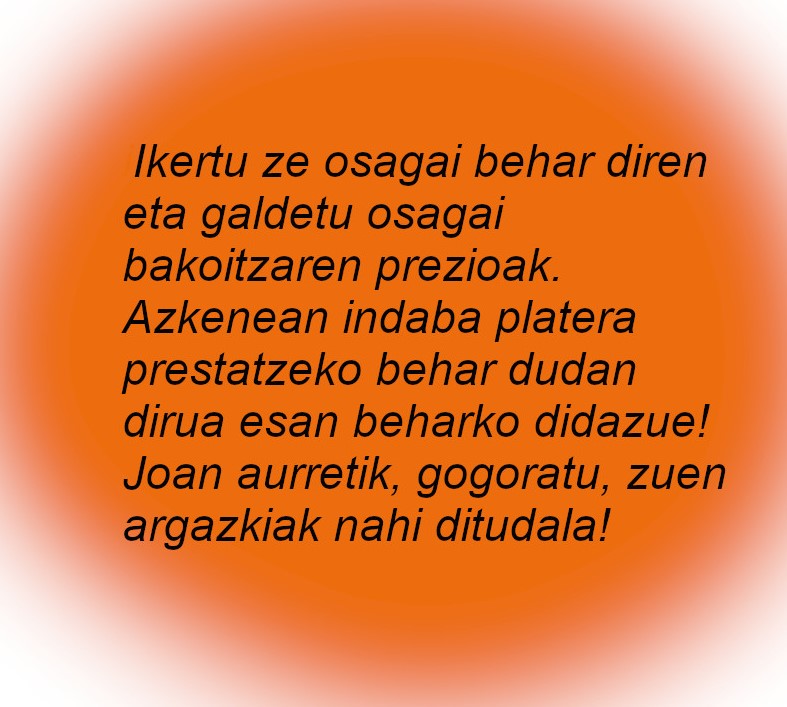 Ikertu ze osagai behar diren
eta galdetu osagai
bakoitzaren prezioak.
Azkenean indaba platera
prestatzeko behar dudan
dirua esan beharko didazue!
Joan aurretik, gogoratu, zuen
argazkiak nahi ditudala!